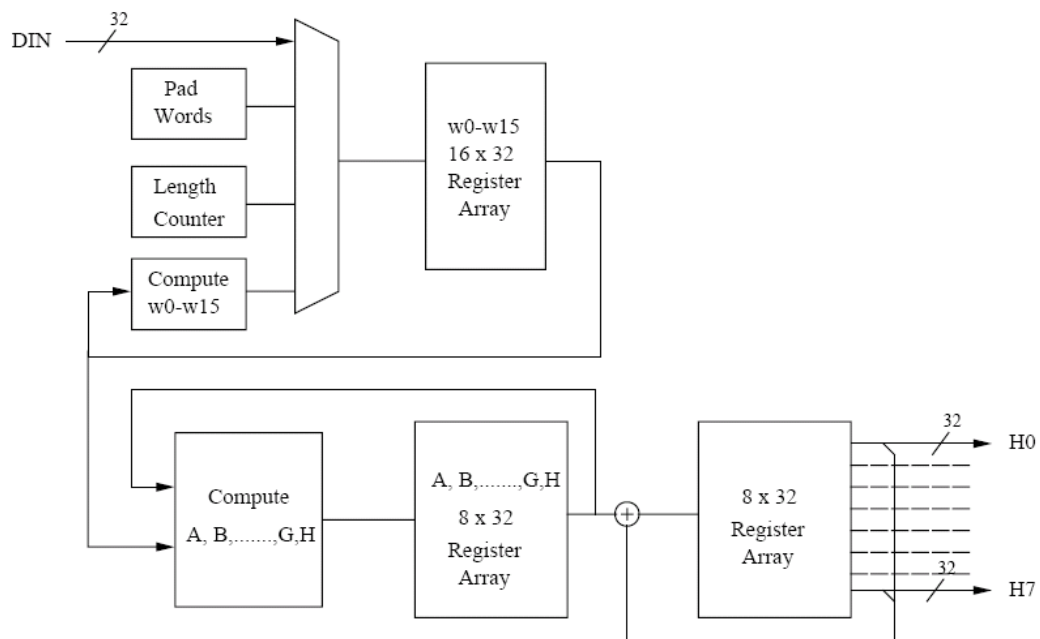 32
DIN
Pad
Words
w0-w15
16 x 32
Register
Array
Length
Counter
Compute
w0-w15
Compute
A, B,.......,G,H
A, B,.......,G,H
8 x 32
Register
Array
+
8 x 32
Register
Array
32
H0
32
H7